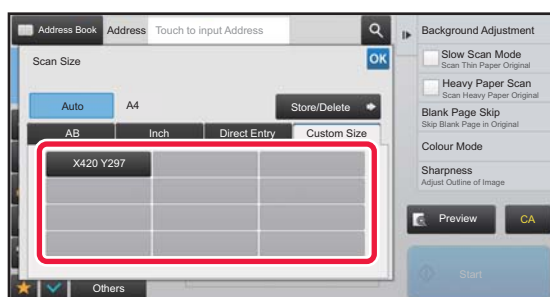 Address Book
Address
Touch to input Address
Background Adjustment
Scan Size
OK
Slow Scan Mode
Scan Thin Paper Original
Heavy Paper Scan
Scan Heavy Paper Original
Auto
A4
Store/Delete
Blank Page Skip
Skip Blank Page in Original
AB
Inch
Direct Entry
Custom Size
Colour Mode
X420 Y297
Sharpness
Adjust Outline of Image
Preview
CA
Start
Others